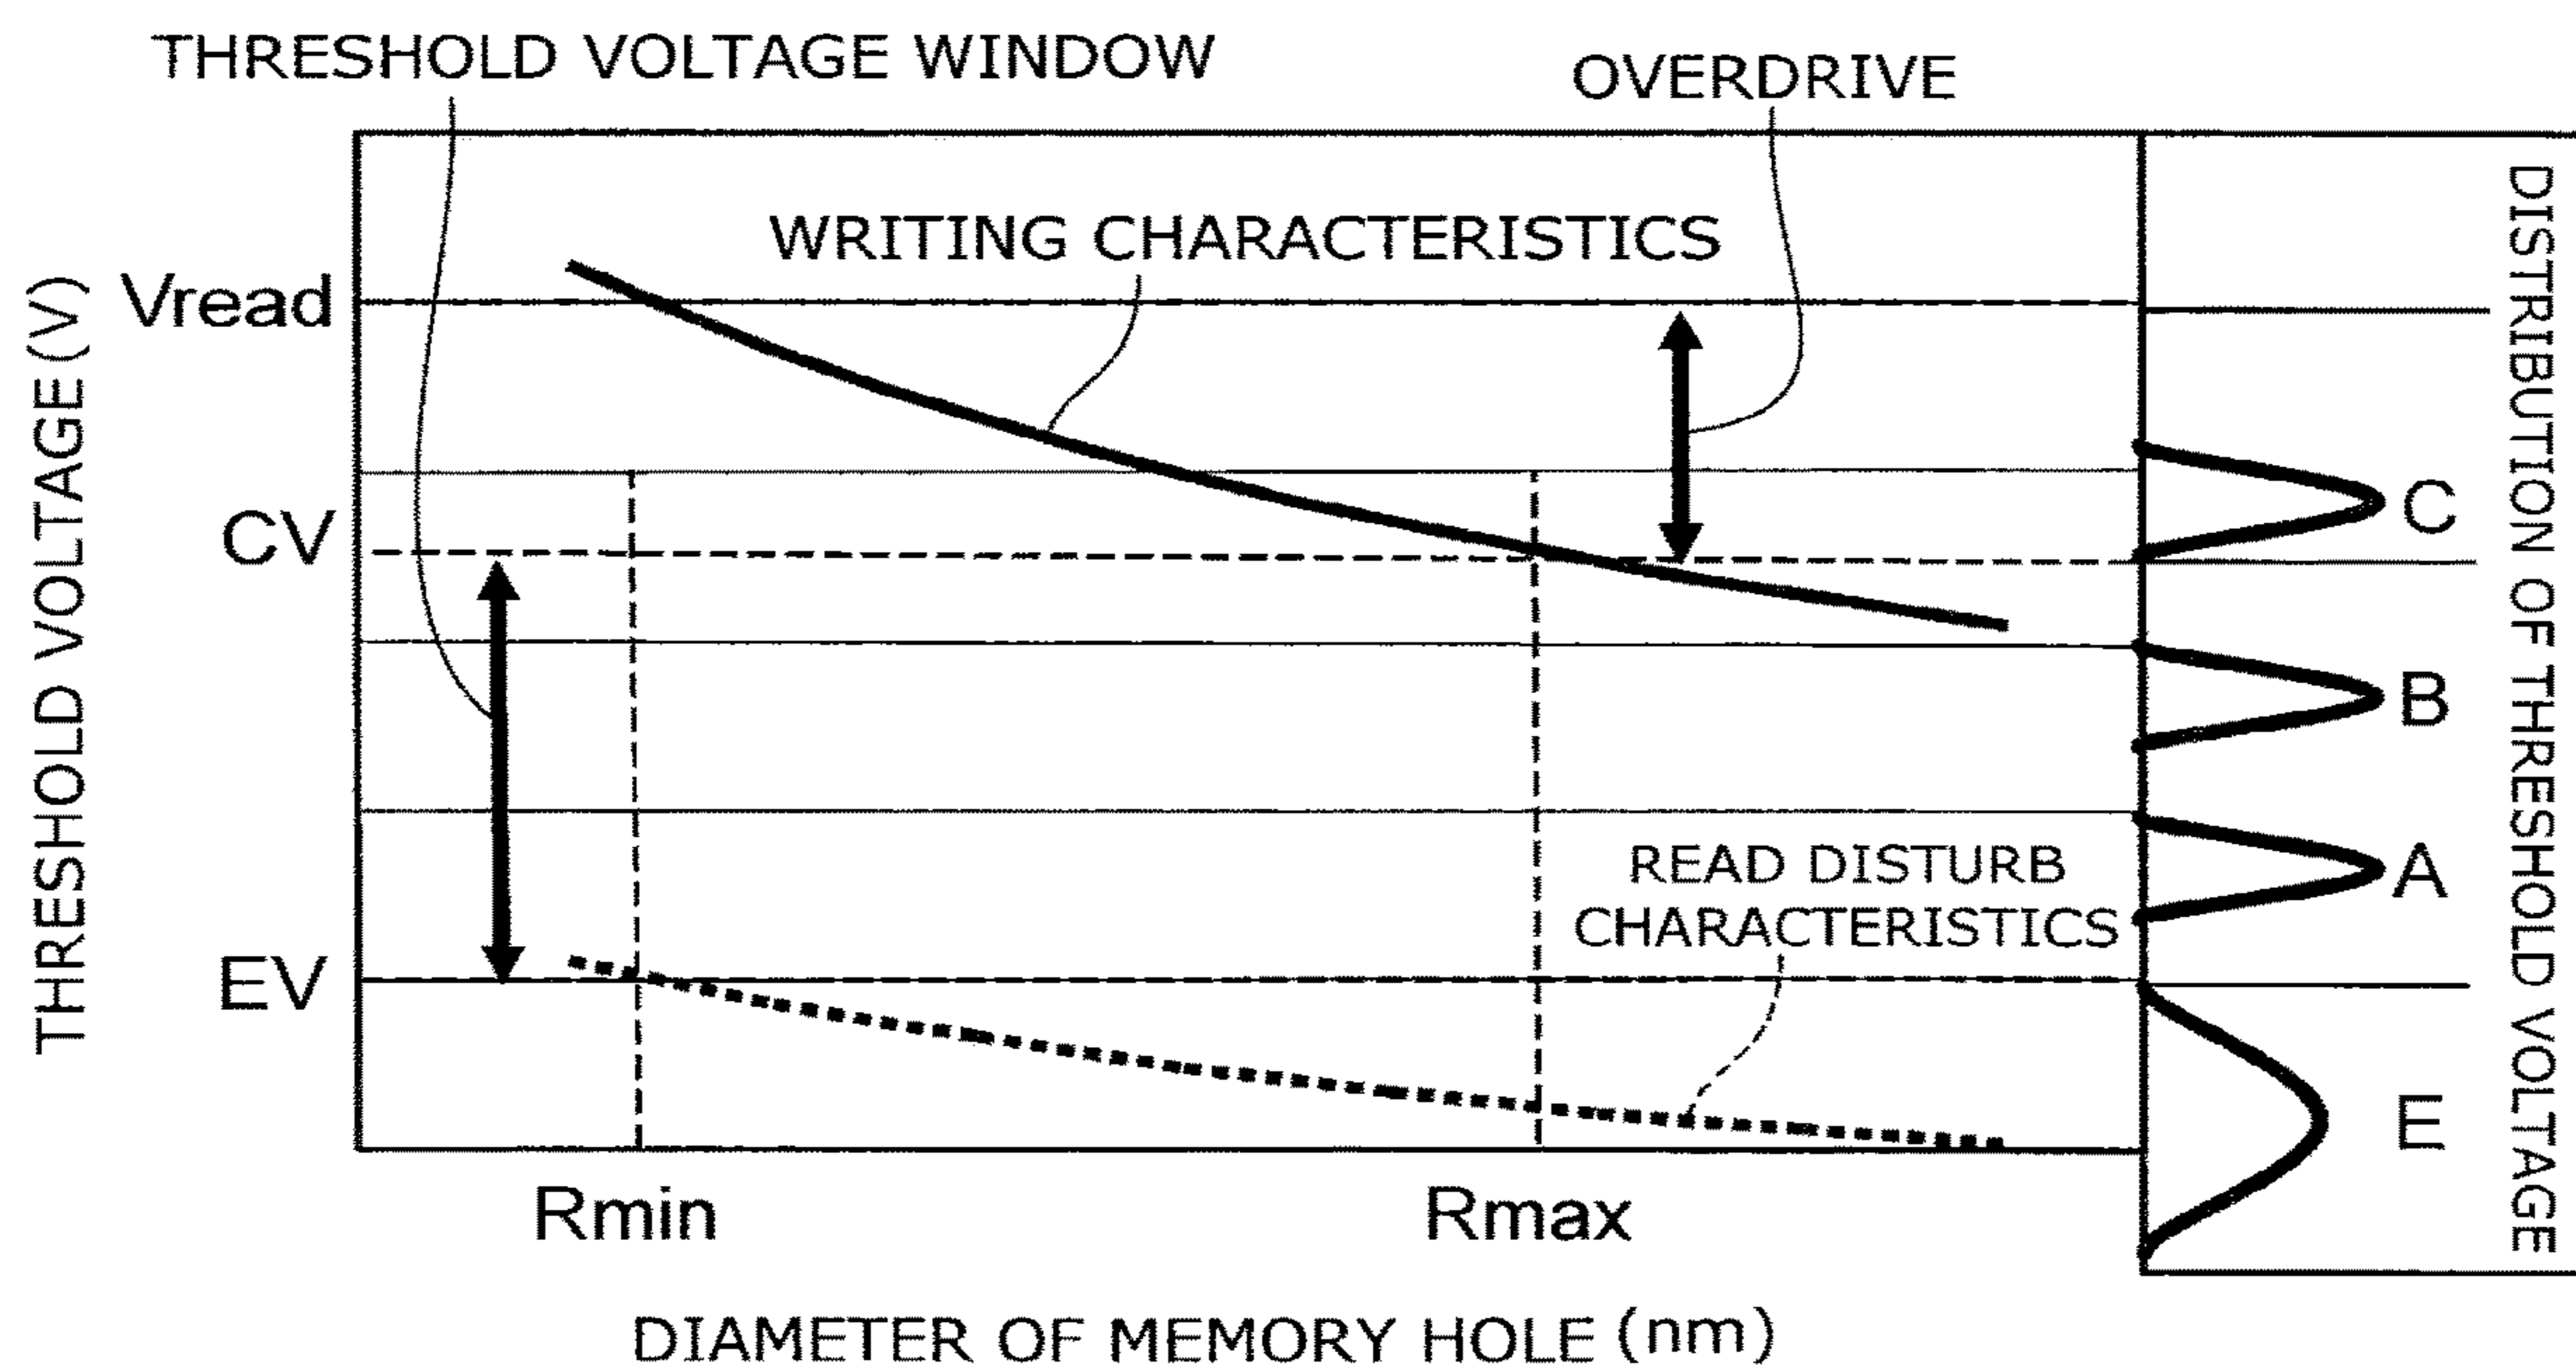 THRESHOLD VOLTAGE WINDOW
OVERDRIVE
WRITING CHARACTERISTICS
THRESHOLD VOLTAGE (V)
Vread
CV
EV
READ DISTURB
CHARACTERISTICS
C
B
A
E
DISTRIBUTION OF THRESHOLD VOLTAGE
Rmin
Rmax
DIAMETER OF MEMORY HOLE (nm)